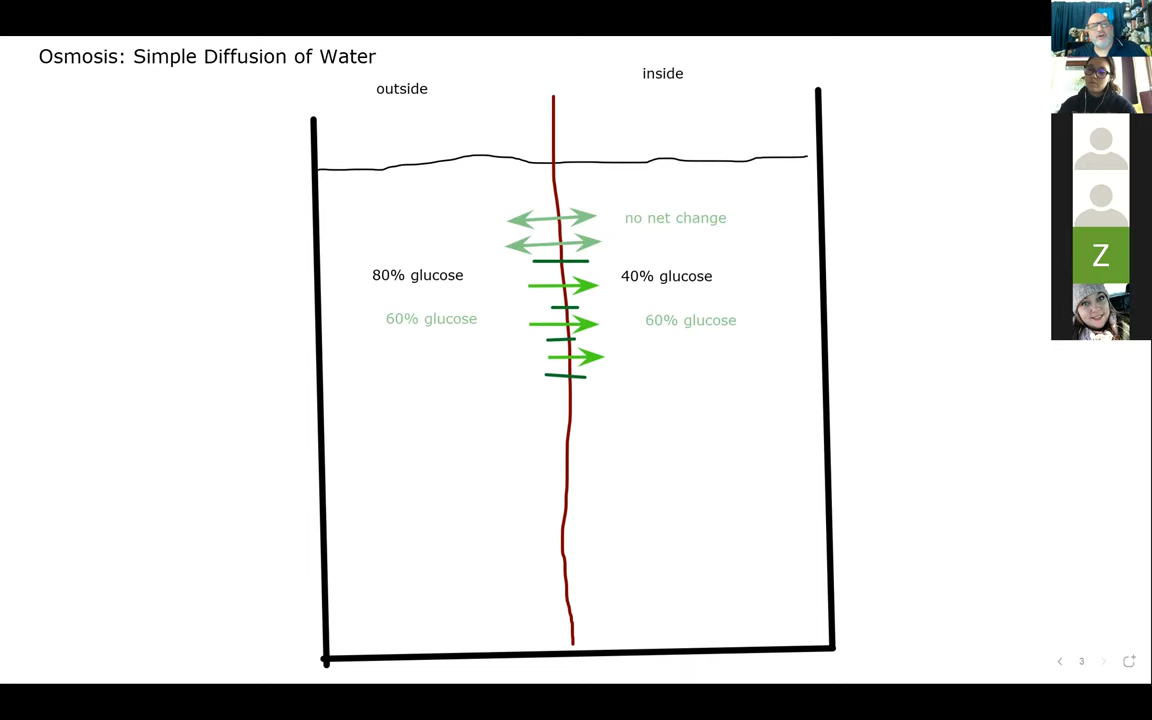 Osmosis: Simple Diffusion of Water
outside
inside
no net change
80% glucose
40% glucose
60% glucose
60% glucose
Z
3